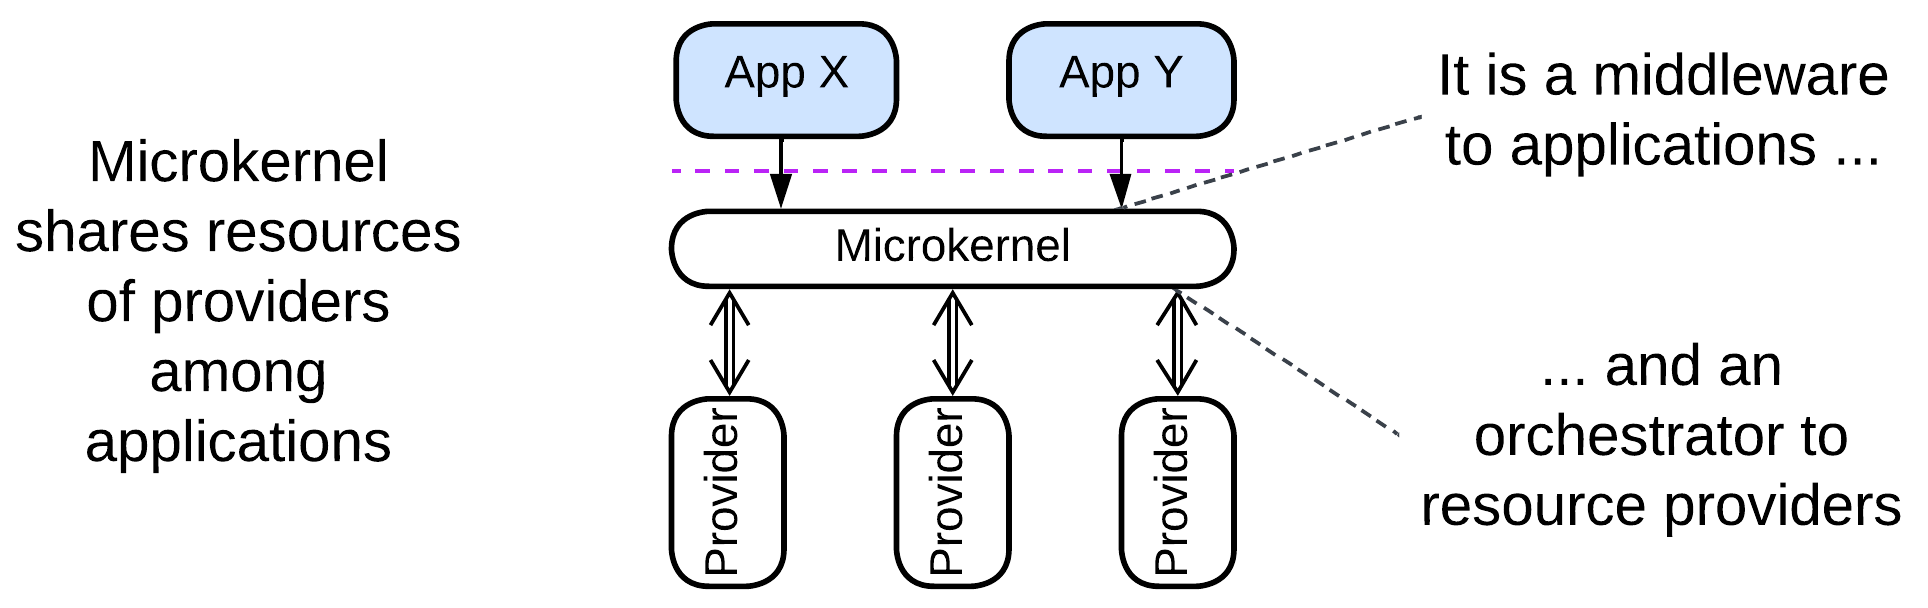 Microkernel
shares resources
of providers
among
applications
App X
App Y
Microkernel
Provider
Provider
Provider
It is a middleware
to applications ...
... and an
orchestrator to
resource providers